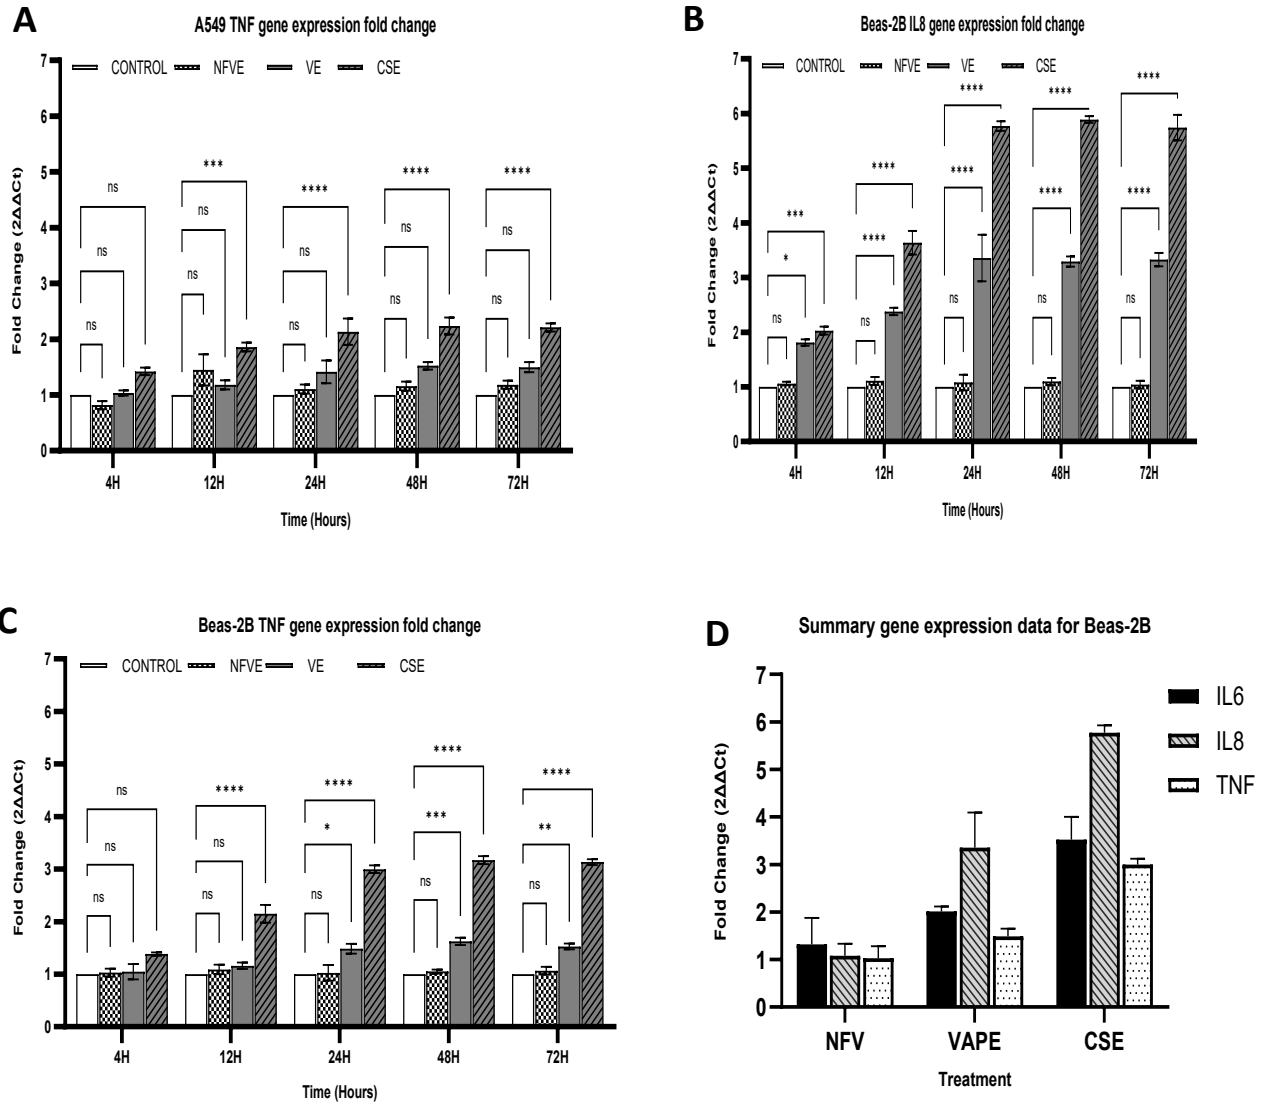 A
A549 TNF gene expression fold change
CONTROL NFVE VE CSE
Fold Change (2ΔΔCt)
7
6
5
4
3
2
1
0
ns ns ns
ns ns ***
ns ns ****
ns ns ****
ns ns ****
4H 12H 24H 48H 72H
Time (Hours)
B
Beas-2B IL8 gene expression fold change
CONTROL NFVE VE CSE
Fold Change (2ΔΔCt)
7
6
5
4
3
2
1
0
ns * ***
ns **** ****
ns **** ****
ns **** ****
ns **** ****
4H 12H 24H 48H 72H
Time (Hours)
C
Beas-2B TNF gene expression fold change
CONTROL NFVE VE CSE
Fold Change (2ΔΔCt)
7
6
5
4
3
2
1
0
ns ns ns
ns ns ****
ns * ****
ns *** ****
ns ** ****
4H 12H 24H 48H 72H
Time (Hours)
D
Summary gene expression data for Beas-2B
Fold Change (2ΔΔCt)
7
6
5
4
3
2
1
0
IL6
IL8
TNF
NFV VAPE CSE
Treatment